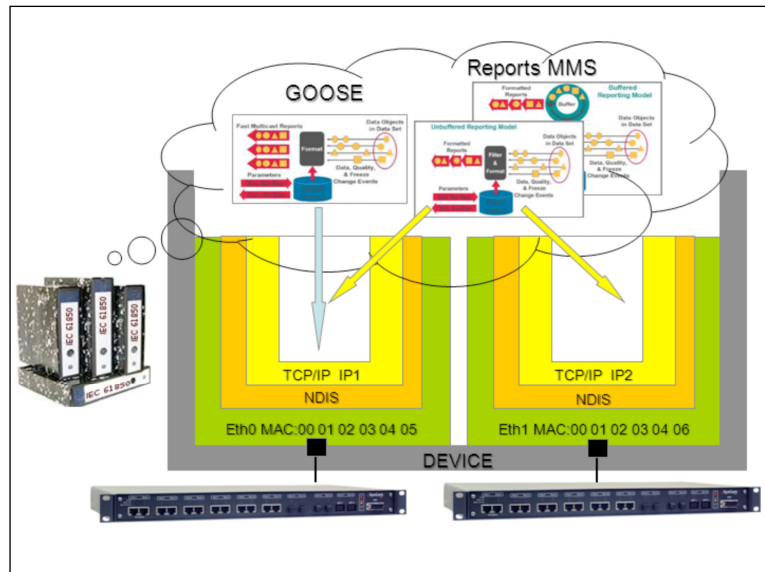 Reports MMS
GOOSE
Formatted
Reports
Buffer
Buffered
Reporting Model
Data Objects
in Data Set
Data, Quality,
& Freeze
Change Events
Fast Multicast Reports
Format
Data Objects
in Data Set
Parameters
Data, Quality,
& Freeze
Change Events
Unbuffered Reporting Model
Formatted
Reports
Filter
&
Format
Data Objects
in Data Set
Parameters
Data, Quality,
& Freeze
Change Events
IEC 61850
IEC 61850
IEC 61850
IEC 61850
TCP/IP IP1
NDIS
Eth0 MAC:00 01 02 03 04 05
TCP/IP IP2
NDIS
Eth1 MAC:00 01 02 03 04 06
DEVICE